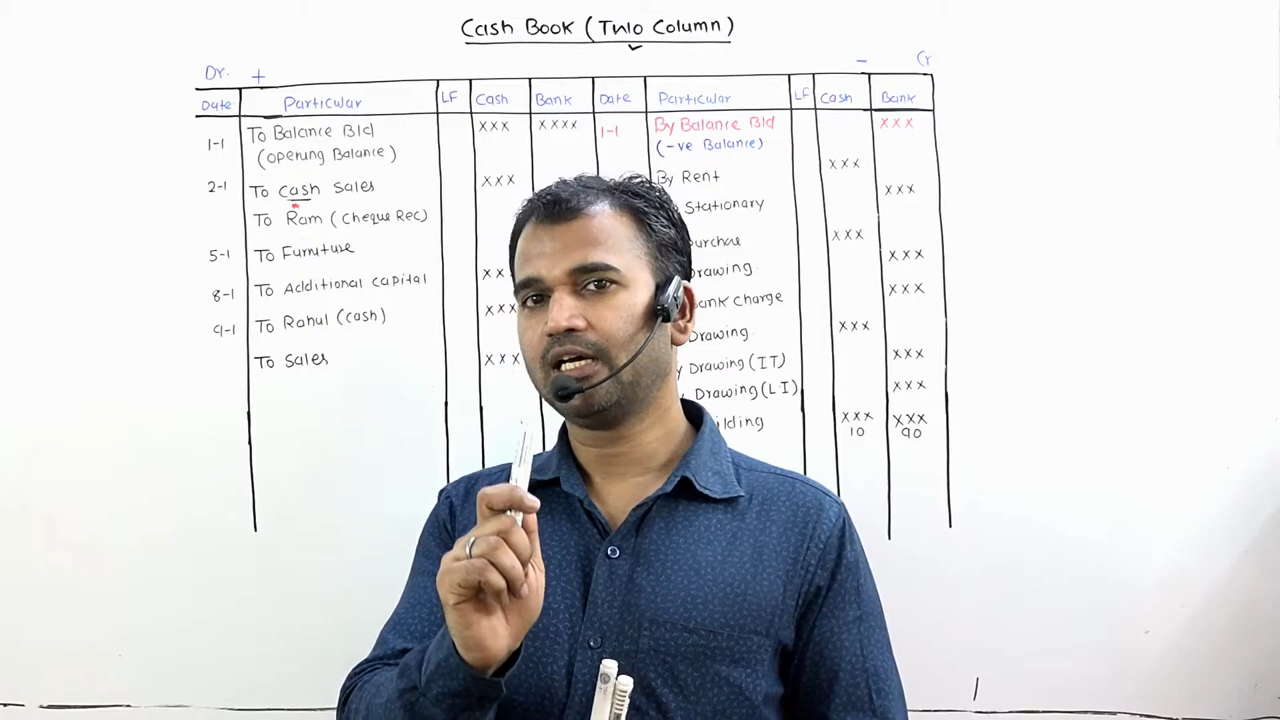 Cash Book (Two Column)
Dr. + - Cr
Date Particular LF Cash Bank Date Particular LF Cash Bank
1-1 To Balance B/d xxx xxxx 1-1 By Balance B/d xxx
(opening Balance) (-ve Balance)
xxx
2-1 To cash sales xxx By Rent
xxx
To Ram (Cheque Rec) Stationary
xxx
5-1 To Furniture
xxx
xx Drawing
8-1 To Additional capital xxx
xxx ank charge
9-1 To Rahul (cash) xxx
Drawing
To Sales xxx xxx
y Drawing (IT)
xxx
y Drawing (LI)
ilding xxx xxx
10 90